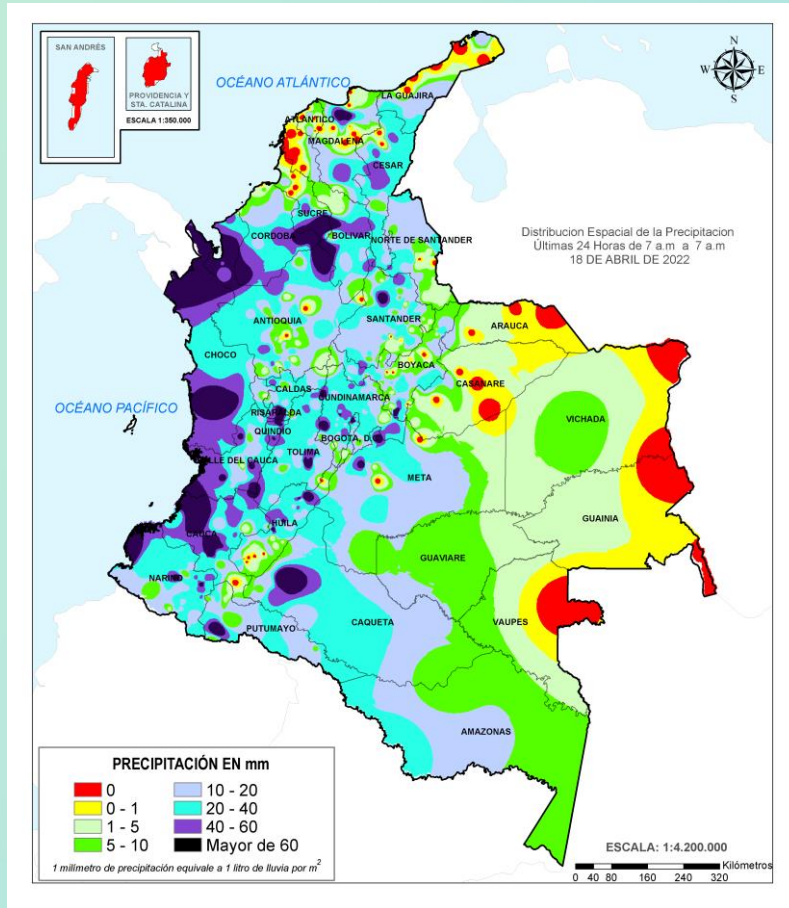 SAN ANDRÉS
PROVIDENCIA Y
STA. CATALINA
ESCALA 1:350.000
OCÉANO ATLÁNTICO
N
W
E
S
LA GUAJIRA
ATLANTICO
MAGDALENA
CESAR
SUCRE
CORDOBA
BOLIVAR
NORTE DE SANTANDER
Distribucion Espacial de la Precipitacion
Últimas 24 Horas de 7 a.m a 7 a.m
18 DE ABRIL DE 2022
ANTIOQUIA
SANTANDER
ARAUCA
CHOCO
BOYACA
CASANARE
CALDAS
CUNDINAMARCA
OCÉANO PACÍFICO
RISARALDA
VICHADA
QUINDIO
BOGOTA, D.
TOLIMA
VALLE DEL CAUCA
META
GUAINIA
HUILA
CAUCA
GUAVIARE
NARIÑO
CAQUETA
VAUPES
PUTUMAYO
AMAZONAS
PRECIPITACIÓN EN mm
0
10 - 20
0 - 1
20 - 40
1 - 5
40 - 60
5 - 10
Mayor de 60
1 milimetro de precipitación equivale a 1 litro de lluvia por m²
ESCALA: 1:4.200.000
Kilómetros
0 40 80 160 240 320